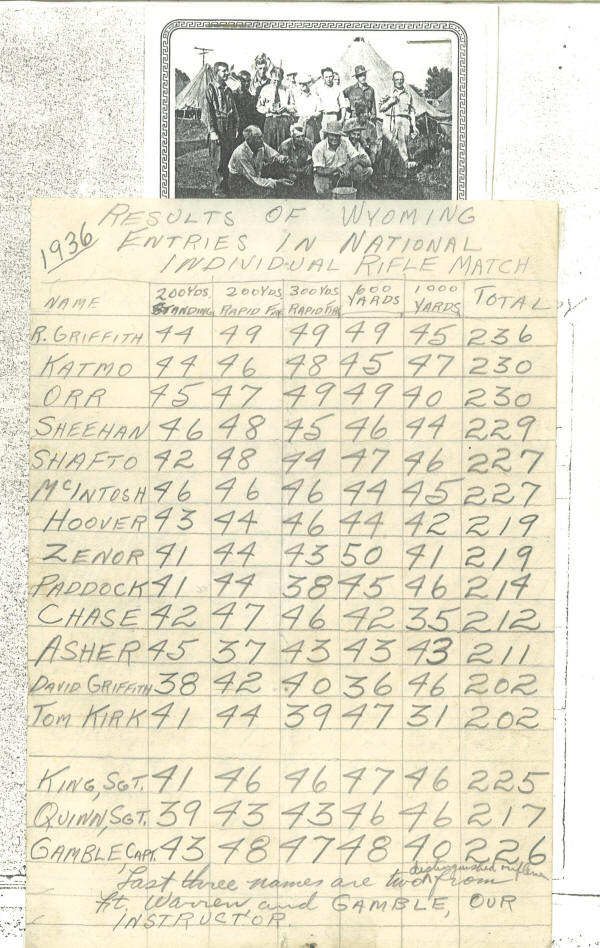 1936
RESULTS OF WYOMING
ENTRIES IN NATIONAL
INDIVIDUAL RIFLE MATCH
NAME 200YDS STANDING 200YDS RAPID FIRE 300YDS RAPID FIRE 600 YARDS 1000 YARDS TOTAL
R. GRIFFITH 44 49 49 49 45 236
KATMO 44 46 48 45 47 230
ORR 45 47 49 49 40 230
SHEEHAN 46 48 45 46 44 229
SHAFTO 42 48 44 47 46 227
McINTOSH 46 46 46 44 45 227
HOOVER 43 44 46 44 42 219
ZENOR 41 44 43 50 41 219
PADDOCK 41 44 38 45 46 214
CHASE 42 47 46 42 35 212
ASHER 45 37 43 43 43 211
DAVID GRIFFITH 38 42 40 36 46 202
TOM KIRK 41 44 39 47 31 202
KING, SGT. 41 46 46 47 46 225
QUINN, SGT. 39 43 43 46 46 217
GAMBLE, CAPT. 43 48 47 48 40 226
distinguished riflemen
Last three names are two from
Ft. Warren and GAMBLE, OUR
INSTRUCTOR